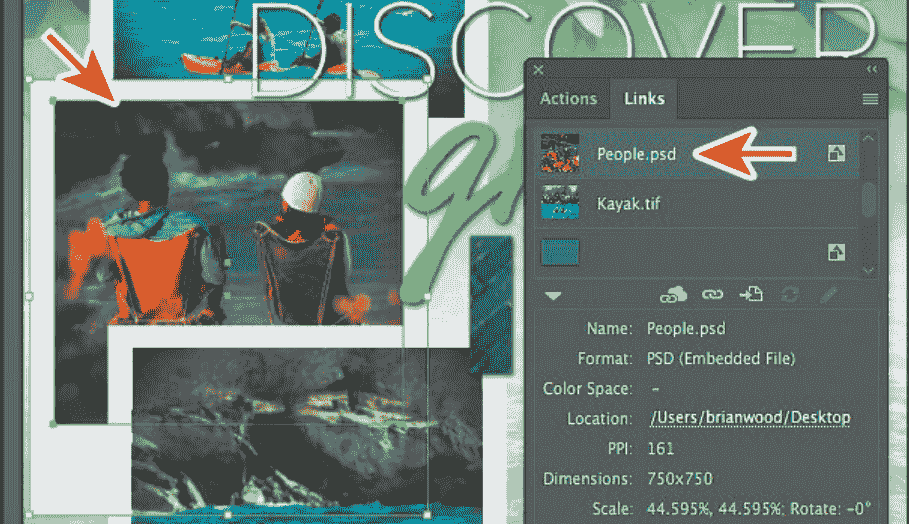 DISCOVER
Actions Links
People.psd
Kayak.tif
Name: People.psd
Format: PSD (Embedded File)
Color Space: -
Location: /Users/brianwood/Desktop
PPI: 161
Dimensions: 750x750
Scale: 44.595%, 44.595%; Rotate: -0°